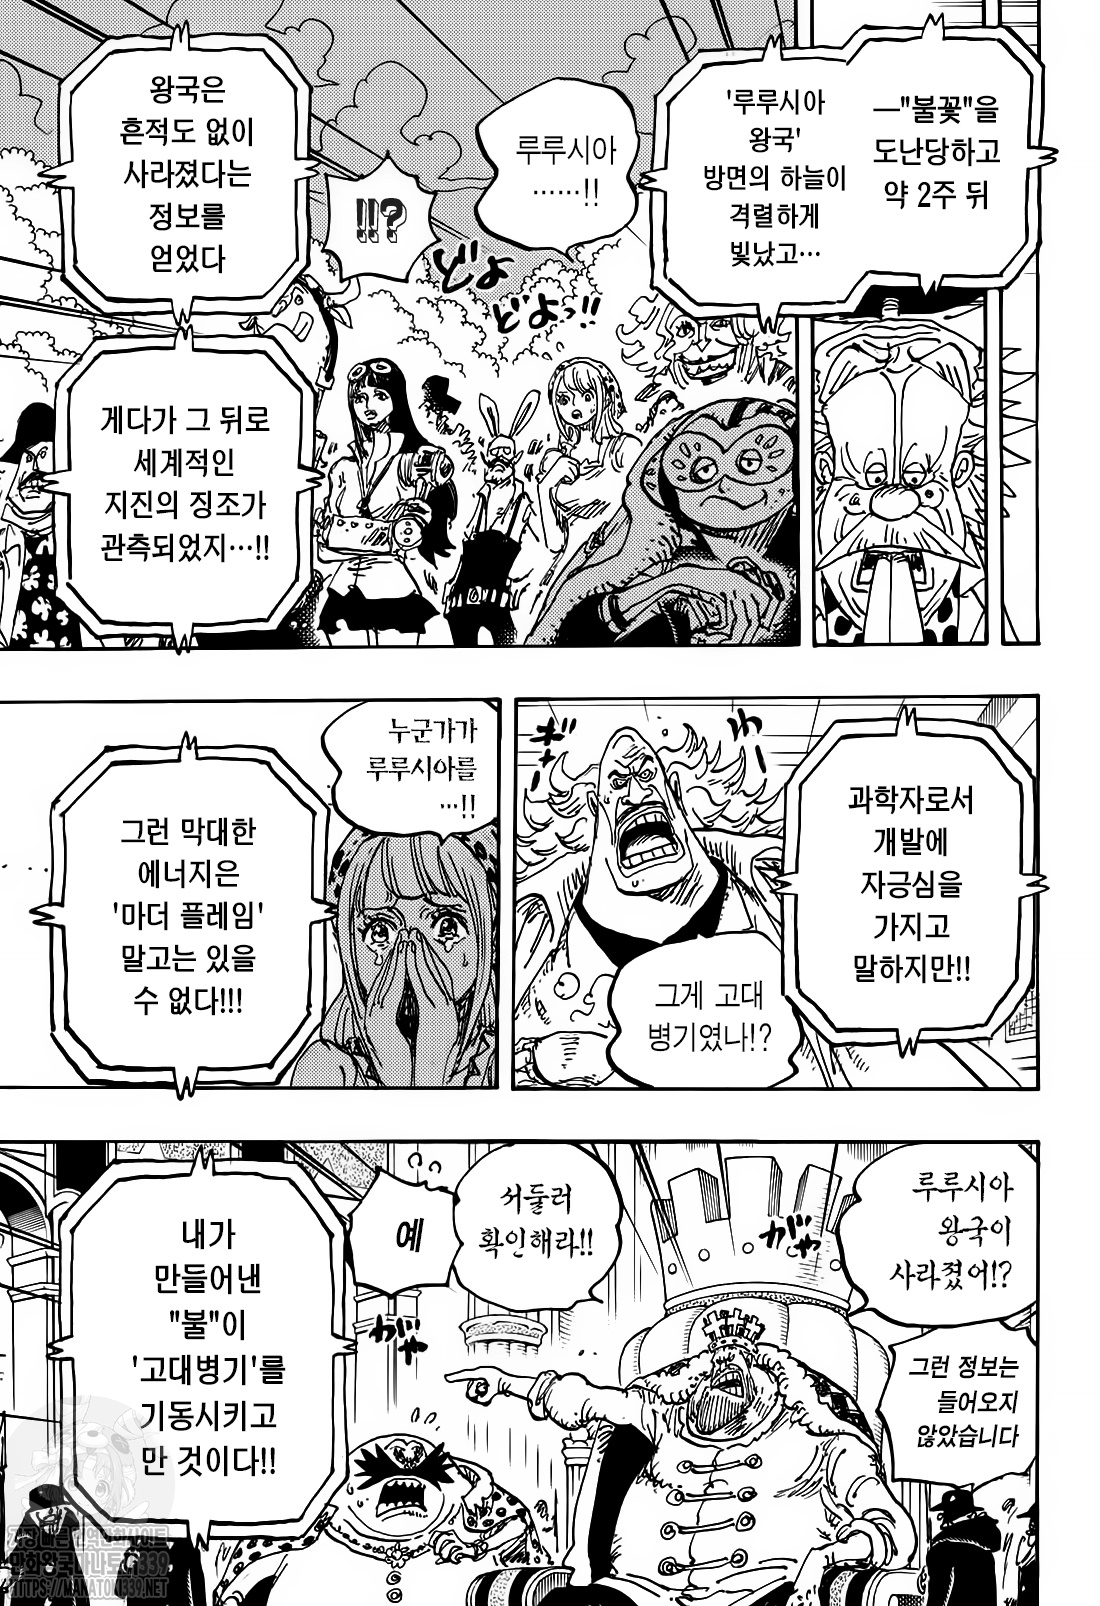 —"불꽃"을
도난당하고
약 2주 뒤
'루루시아
왕국'
방면의 하늘이
격렬하게
빛났고…
루루시아
……!!
!!?
どよ
どよっ!!
왕국은
흔적도 없이
사라졌다는
정보를
얻었다
게다가 그 뒤로
세계적인
지진의 징조가
관측되었지…!!
과학자로서
개발에
자긍심을
가지고
말하지만!!
그게 고대
병기였나!?
누군가가
루루시아를
…!!
그런 막대한
에너지은
'마더 플레임'
말고는 있을
수 없다!!!
루루시아
왕국이
사라졌어!?
그런 정보는
들어오지
않았습니다
がや
서둘러
확인해라!!
예
わや
내가
만들어낸
"불"이
'고대병기'를
기동시키고
만 것이다!!
HTTPS://MANATOKI339.NET